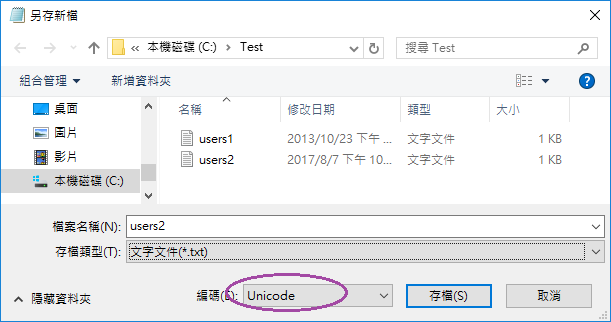 另存新檔
« 本機磁碟 (C:) › Test
搜尋 Test
組合管理 新增資料夾
名稱 修改日期 類型 大小
桌面
圖片
影片
本機磁碟 (C:)
users1 2013/10/23 下午 ... 文字文件 1 KB
users2 2017/8/7 下午 10... 文字文件 1 KB
檔案名稱(N): users2
存檔類型(T): 文字文件(*.txt)
隱藏資料夾 編碼(E): Unicode 存檔(S) 取消